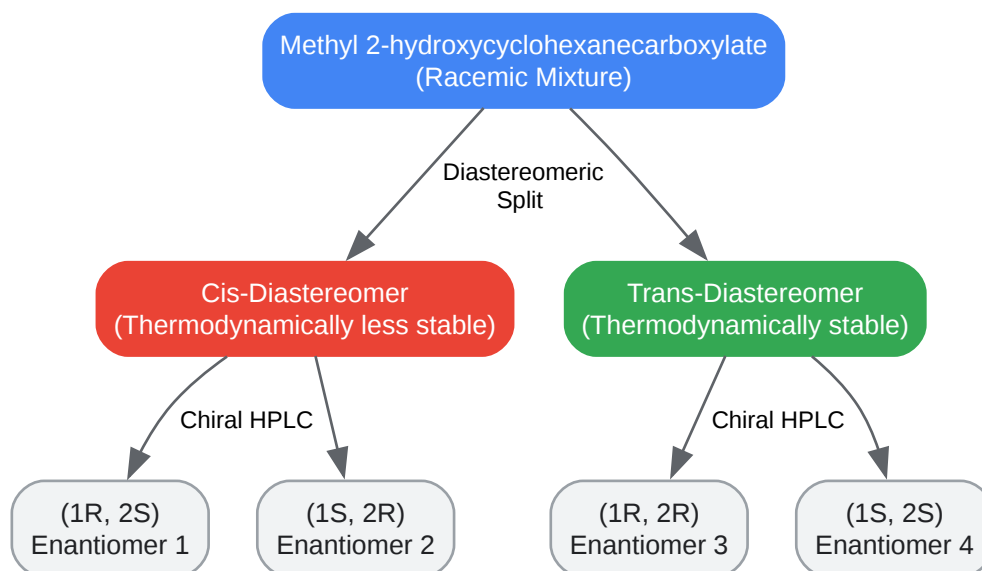 Methyl 2-hydroxycyclohexanecarboxylate
(Racemic Mixture)
Diastereomeric
Split
Cis-Diastereomer
(Thermodynamically less stable)
Trans-Diastereomer
(Thermodynamically stable)
Chiral HPLC
Chiral HPLC
(1R, 2S)
Enantiomer 1
(1S, 2R)
Enantiomer 2
(1R, 2R)
Enantiomer 3
(1S, 2S)
Enantiomer 4